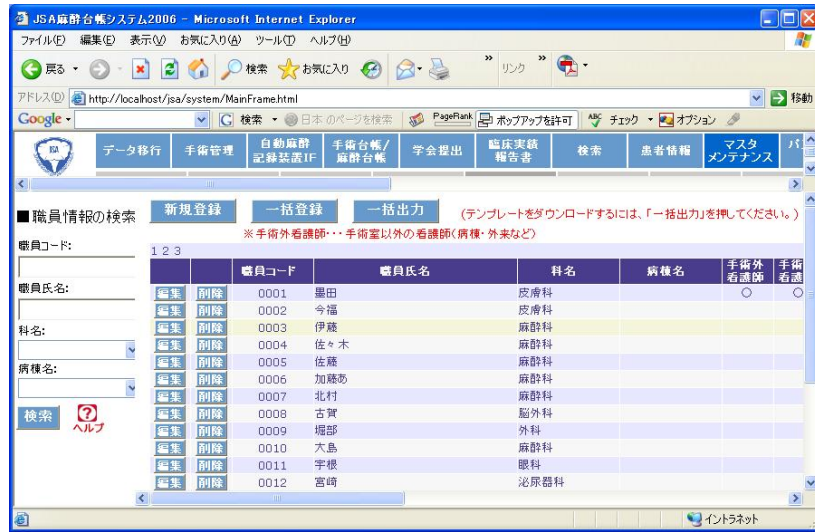 JSA麻酔台帳システム2006 - Microsoft Internet Explorer
ファイル(F) 編集(E) 表示(V) お気に入り(A) ツール(T) ヘルプ(H)
戻る 検索 お気に入り リンク
アドレス(D) http://localhost/jsa/system/MainFrame.html 移動
Google 検索 日本 のページを検索 PageRank ポップアップを許可 ABC チェック オプション
JSA データ移行 手術管理 自動麻酔記録装置IF 手術台帳/麻酔台帳 学会提出 臨床実績報告書 検索 患者情報 マスタメンテナンス
■職員情報の検索 新規登録 一括登録 一括出力 (テンプレートをダウンロードするには、「一括出力」を押してください。)
※手術外看護師・・・手術室以外の看護師(病棟・外来など)
職員コード:
職員氏名:
科名:
病棟名:
検索 ヘルプ
1 2 3
職員コード 職員氏名 科名 病棟名 手術外看護師 手術看護
編集 削除 0001 墨田 皮膚科 ○ ○
編集 削除 0002 今福 皮膚科
編集 削除 0003 伊藤 麻酔科
編集 削除 0004 佐々木 麻酔科
編集 削除 0005 佐藤 麻酔科
編集 削除 0006 加藤あ 麻酔科
編集 削除 0007 北村 麻酔科
編集 削除 0008 古賀 脳外科
編集 削除 0009 堀部 外科
編集 削除 0010 大島 麻酔科
編集 削除 0011 宇根 眼科
編集 削除 0012 宮崎 泌尿器科
イントラネット